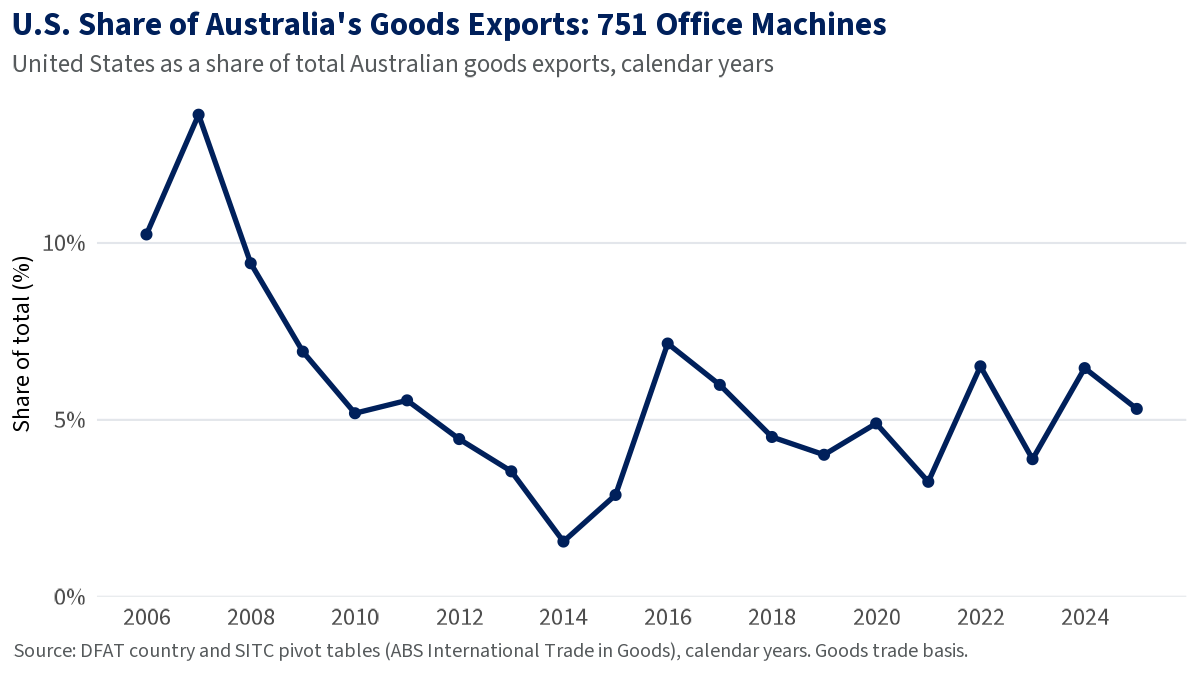 U.S. Share of Australia's Goods Exports: 751 Office Machines
United States as a share of total Australian goods exports, calendar years
Share of total (%)
10%
5%
0%
2006 2008 2010 2012 2014 2016 2018 2020 2022 2024
Source: DFAT country and SITC pivot tables (ABS International Trade in Goods), calendar years. Goods trade basis.